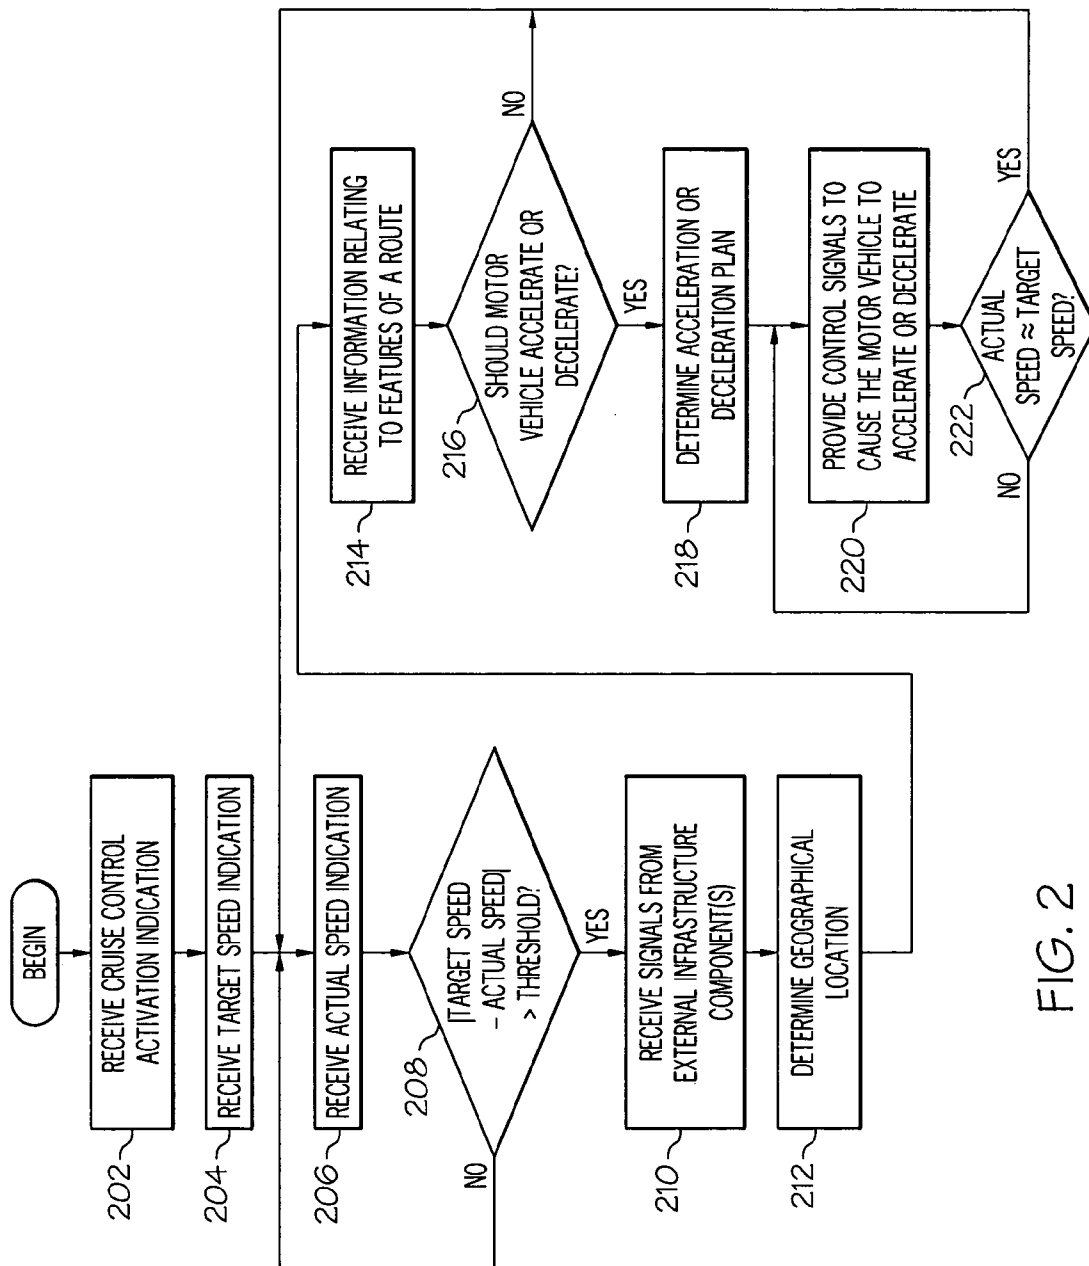 BEGIN
RECEIVE CRUISE CONTROL
ACTIVATION INDICATION
202
RECEIVE TARGET SPEED INDICATION
204
RECEIVE ACTUAL SPEED INDICATION
206
|TARGET SPEED
- ACTUAL SPEED|
> THRESHOLD?
208
NO
YES
RECEIVE SIGNALS FROM
EXTERNAL INFRASTRUCTURE
COMPONENT(S)
210
DETERMINE GEOGRAPHICAL
LOCATION
212
RECEIVE INFORMATION RELATING
TO FEATURES OF A ROUTE
214
SHOULD MOTOR
VEHICLE ACCELERATE OR
DECELERATE?
216
NO
YES
DETERMINE ACCELERATION OR
DECELERATION PLAN
218
PROVIDE CONTROL SIGNALS TO
CAUSE THE MOTOR VEHICLE TO
ACCELERATE OR DECELERATE
220
ACTUAL
SPEED ≈ TARGET
SPEED?
222
NO
YES
FIG. 2